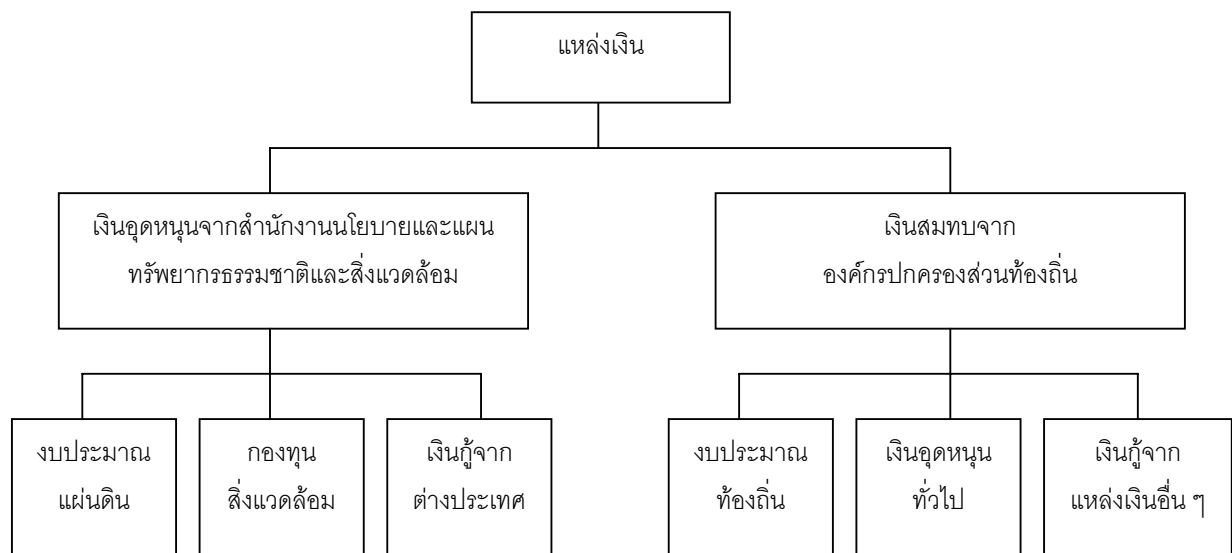 แหล่งเงิน
เงินอุดหนุนจากสำนักงานนโยบายและแผน
ทรัพยากรธรรมชาติและสิ่งแวดล้อม
เงินสมทบจาก
องค์กรปกครองส่วนท้องถิ่น
งบประมาณ
แผ่นดิน
กองทุน
สิ่งแวดล้อม
เงินกู้จาก
ต่างประเทศ
งบประมาณ
ท้องถิ่น
เงินอุดหนุน
ทั่วไป
เงินกู้จาก
แหล่งเงินอื่น ๆ